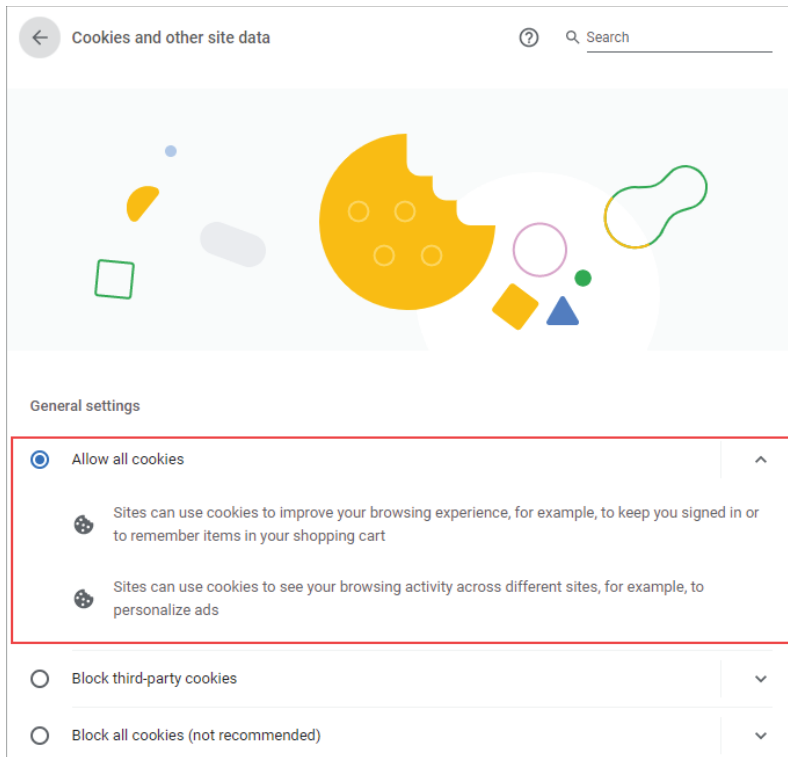 Cookies and other site data
Search
General settings
Allow all cookies
Sites can use cookies to improve your browsing experience, for example, to keep you signed in or
to remember items in your shopping cart
Sites can use cookies to see your browsing activity across different sites, for example, to
personalize ads
Block third-party cookies
Block all cookies (not recommended)